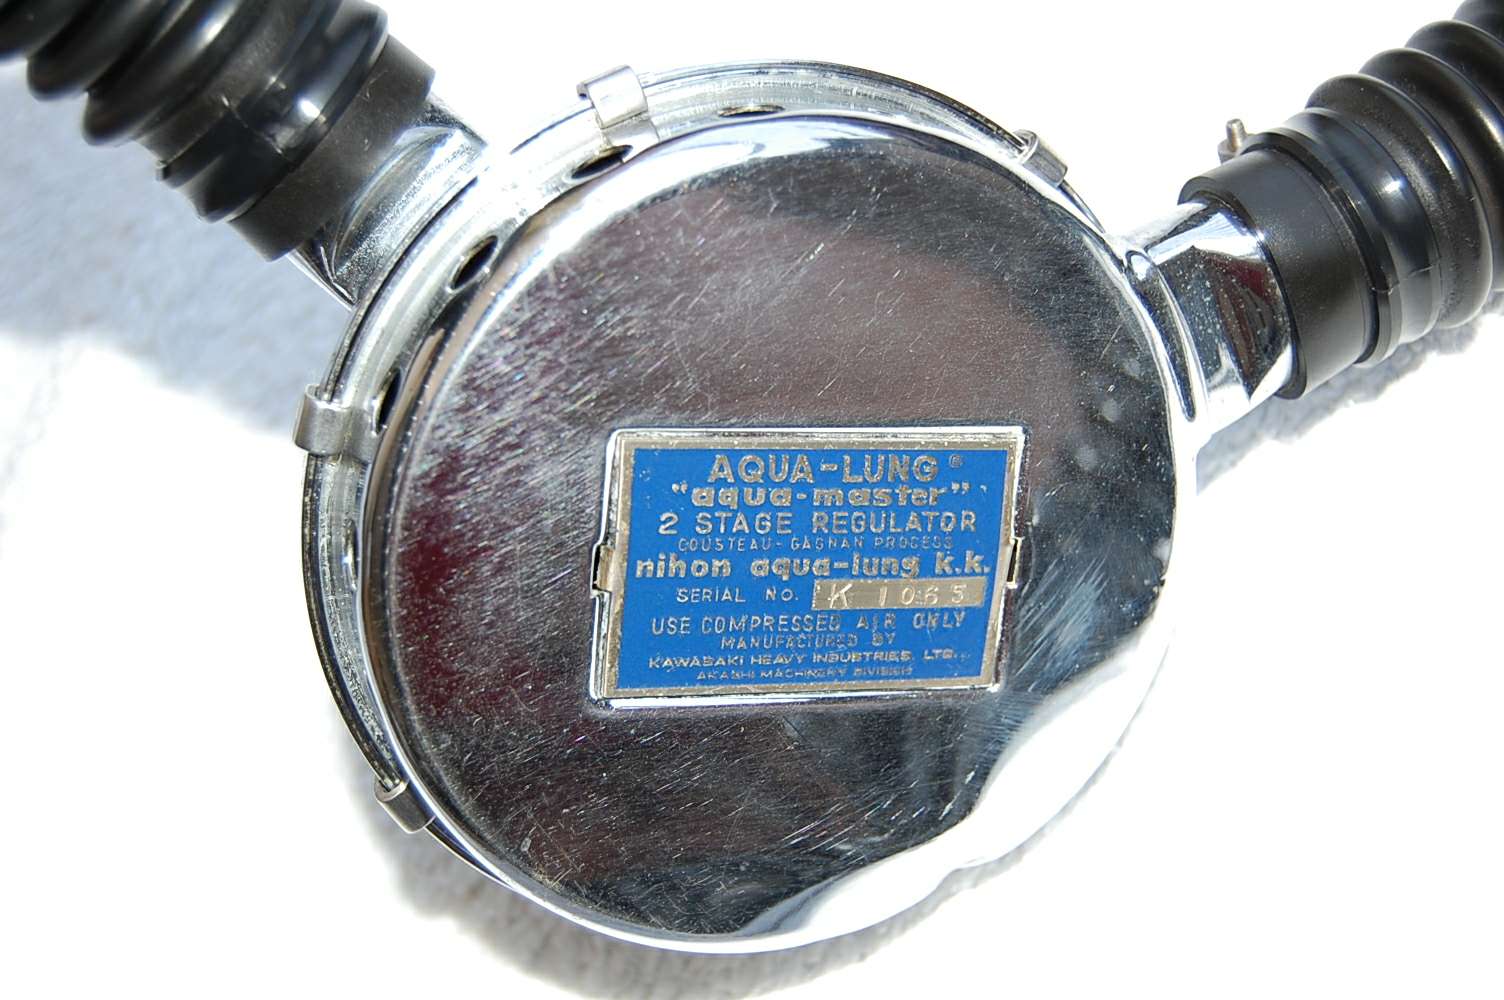 AQUA-LUNG®
"aqua-master"
2 STAGE REGULATOR
COUSTEAU-GAGNAN PROCESS
nihon aqua-lung k.k.
SERIAL NO. K 1065
USE COMPRESSED AIR ONLY
MANUFACTURED BY
KAWASAKI HEAVY INDUSTRIES. LTD.
AKASHI MACHINERY DIVISION